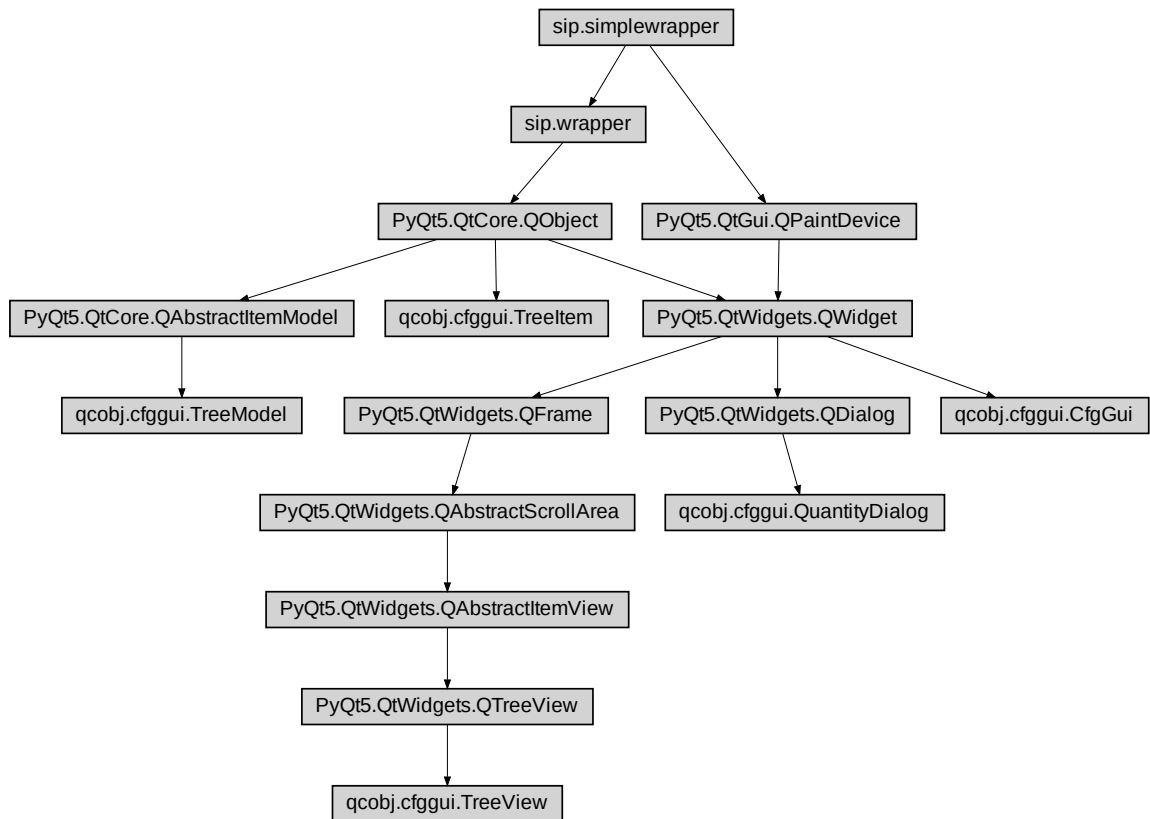 sip.simplewrapper
sip.wrapper
PyQt5.QtCore.QObject
PyQt5.QtGui.QPaintDevice
PyQt5.QtCore.QAbstractItemModel
qcobj.cfggui.TreeItem
PyQt5.QtWidgets.QWidget
qcobj.cfggui.TreeModel
PyQt5.QtWidgets.QFrame
PyQt5.QtWidgets.QDialog
qcobj.cfggui.CfgGui
PyQt5.QtWidgets.QAbstractScrollArea
qcobj.cfggui.QuantityDialog
PyQt5.QtWidgets.QAbstractItemView
PyQt5.QtWidgets.QTreeView
qcobj.cfggui.TreeView